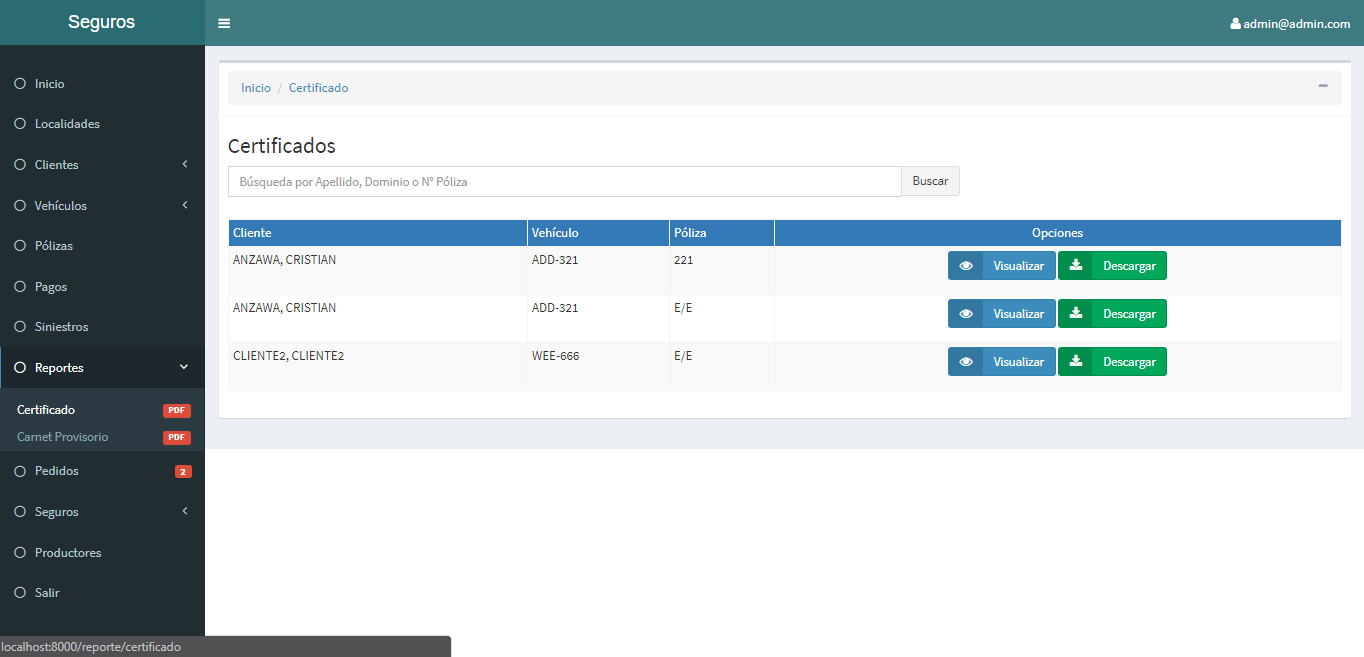 Seguros
admin@admin.com
Inicio
Localidades
Clientes
Vehículos
Pólizas
Pagos
Siniestros
Reportes
Certificado PDF
Carnet Provisorio PDF
Pedidos 2
Seguros
Productores
Salir
Inicio / Certificado
Certificados
Búsqueda por Apellido, Dominio o N° Póliza Buscar
Cliente Vehículo Póliza Opciones
ANZAWA, CRISTIAN ADD-321 221 Visualizar Descargar
ANZAWA, CRISTIAN ADD-321 E/E Visualizar Descargar
CLIENTE2, CLIENTE2 WEE-666 E/E Visualizar Descargar
localhost:8000/reporte/certificado